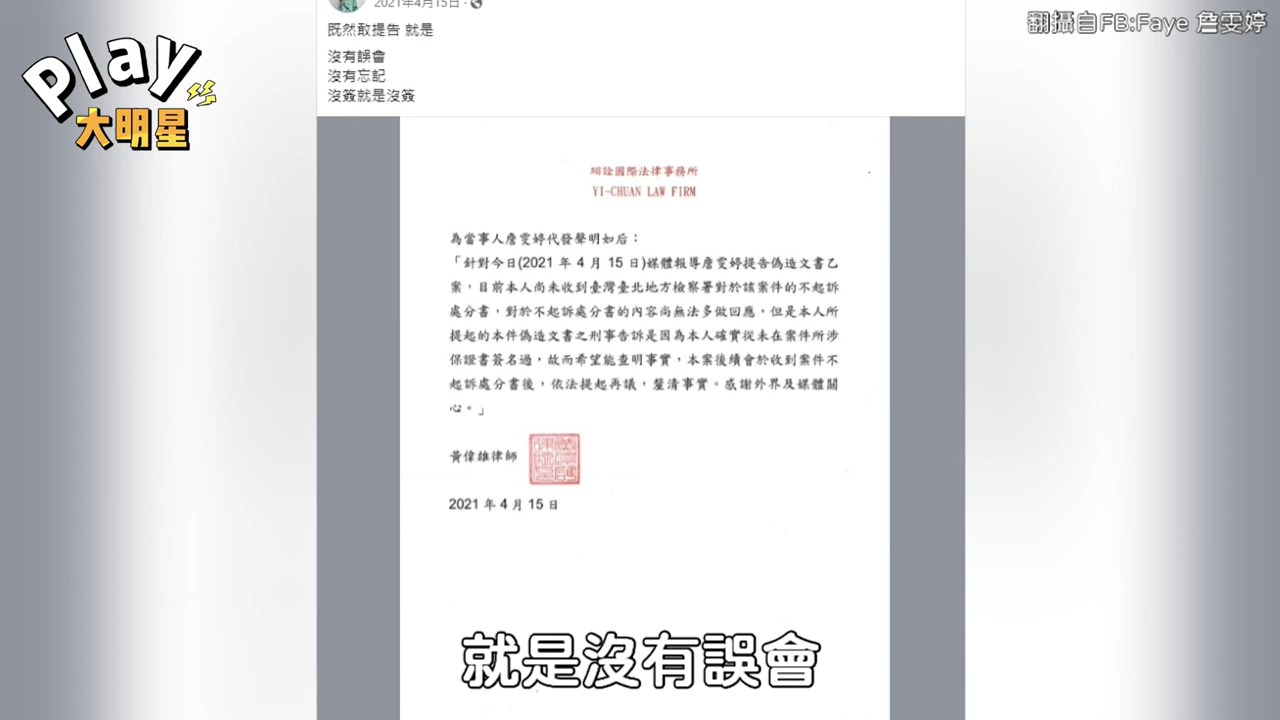 2021年4月15日
翻攝自FB:Faye 詹雯婷
Play
大明星
既然敢提告 就是
沒有誤會
沒有忘記
沒簽就是沒簽
翊詮國際法律事務所
YI-CHUAN LAW FIRM
為當事人詹雯婷代發聲明如后：
「針對今日(2021 年 4 月 15 日)媒體報導詹雯婷提告偽造文書乙
案，目前本人尚未收到臺灣臺北地方檢察署對於該案件的不起訴
處分書，對於不起訴處分書的內容尚無法多做回應，但是本人所
提起的本件偽造文書之刑事告訴是因為本人確實從未在案件所涉
保證書簽名過，故而希望能查明事實，本案後續會於收到案件不
起訴處分書後，依法提起再議，釐清事實。感謝外界及媒體關
心。」
黃偉雄律師
2021 年 4 月 15 日
就是沒有誤會